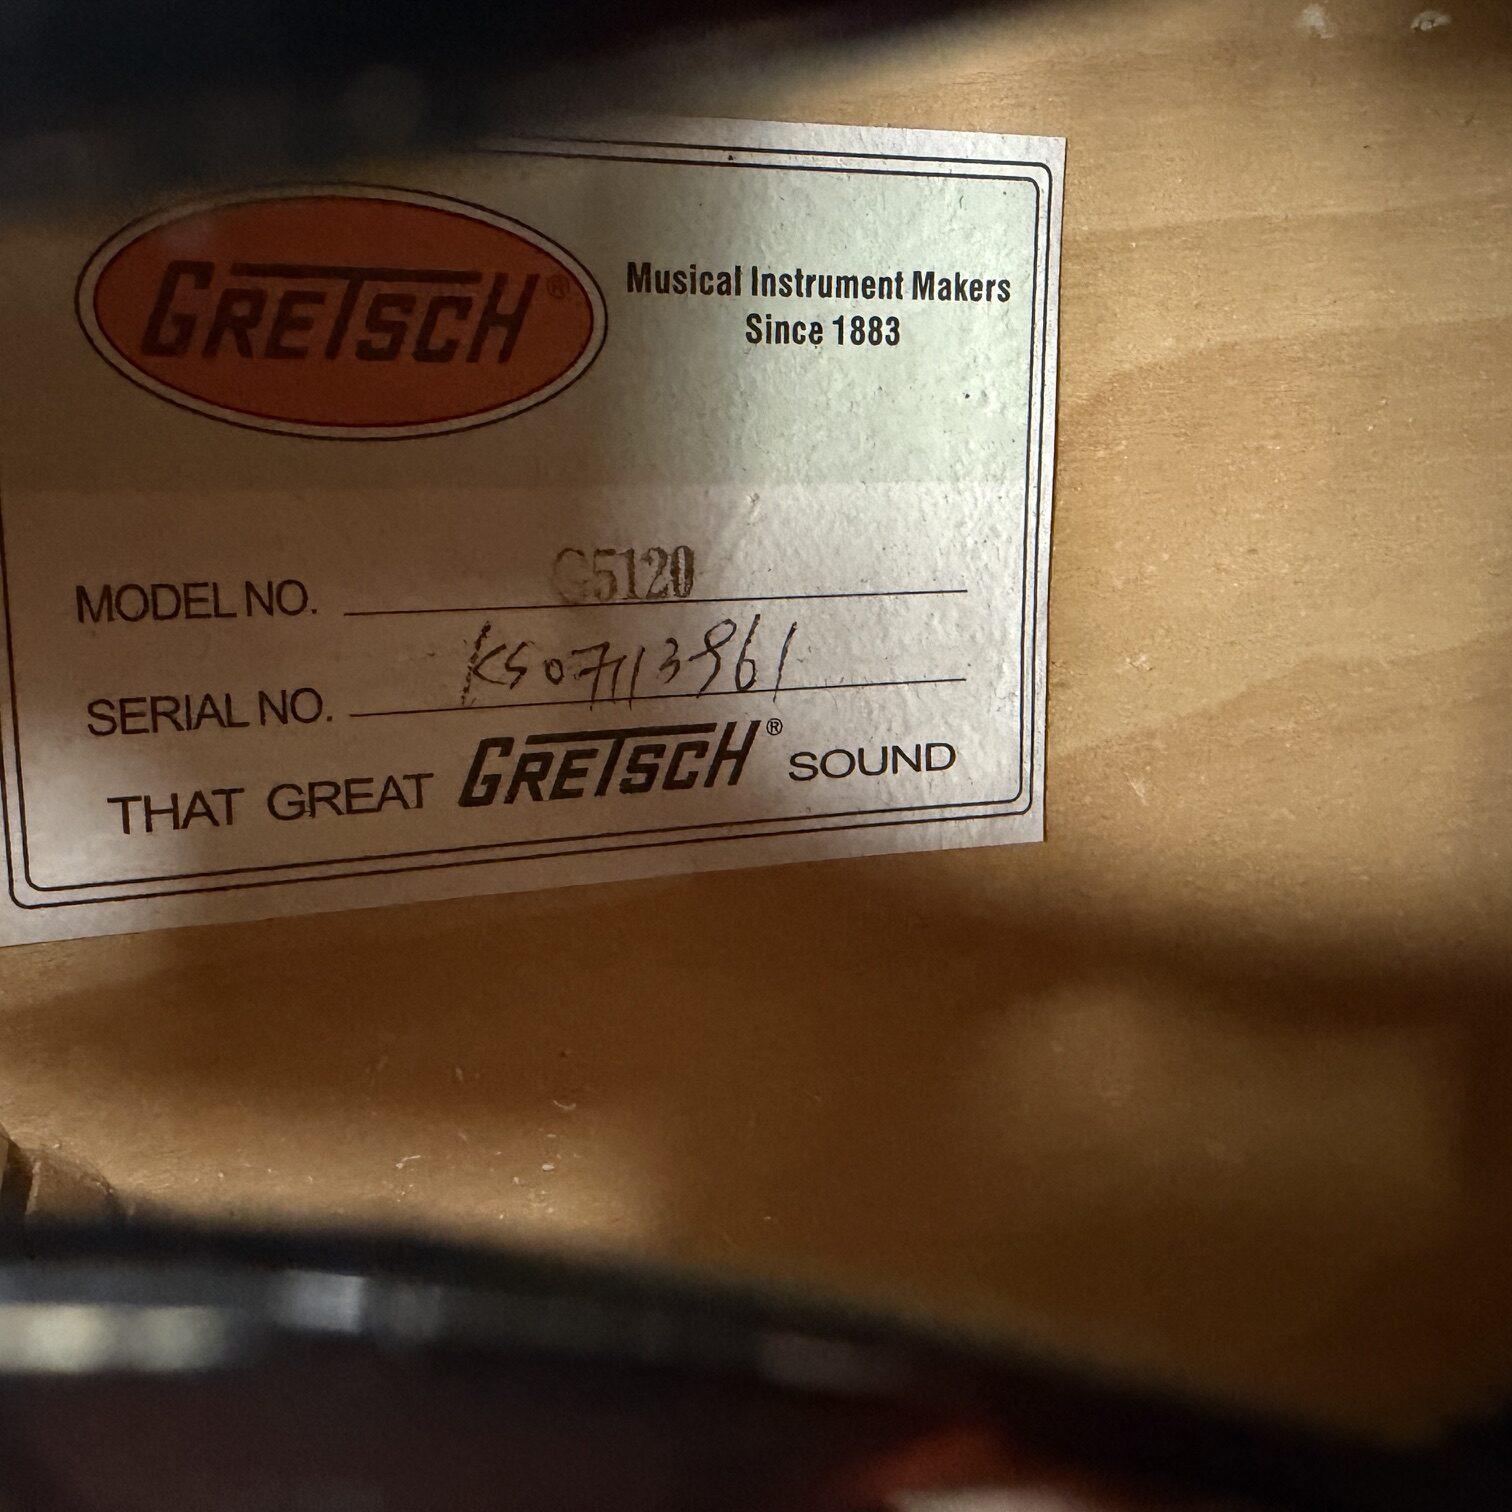 GRETSCH®
Musical Instrument Makers
Since 1883
MODEL NO. G5120
SERIAL NO. KS07113961
THAT GREAT GRETSCH® SOUND